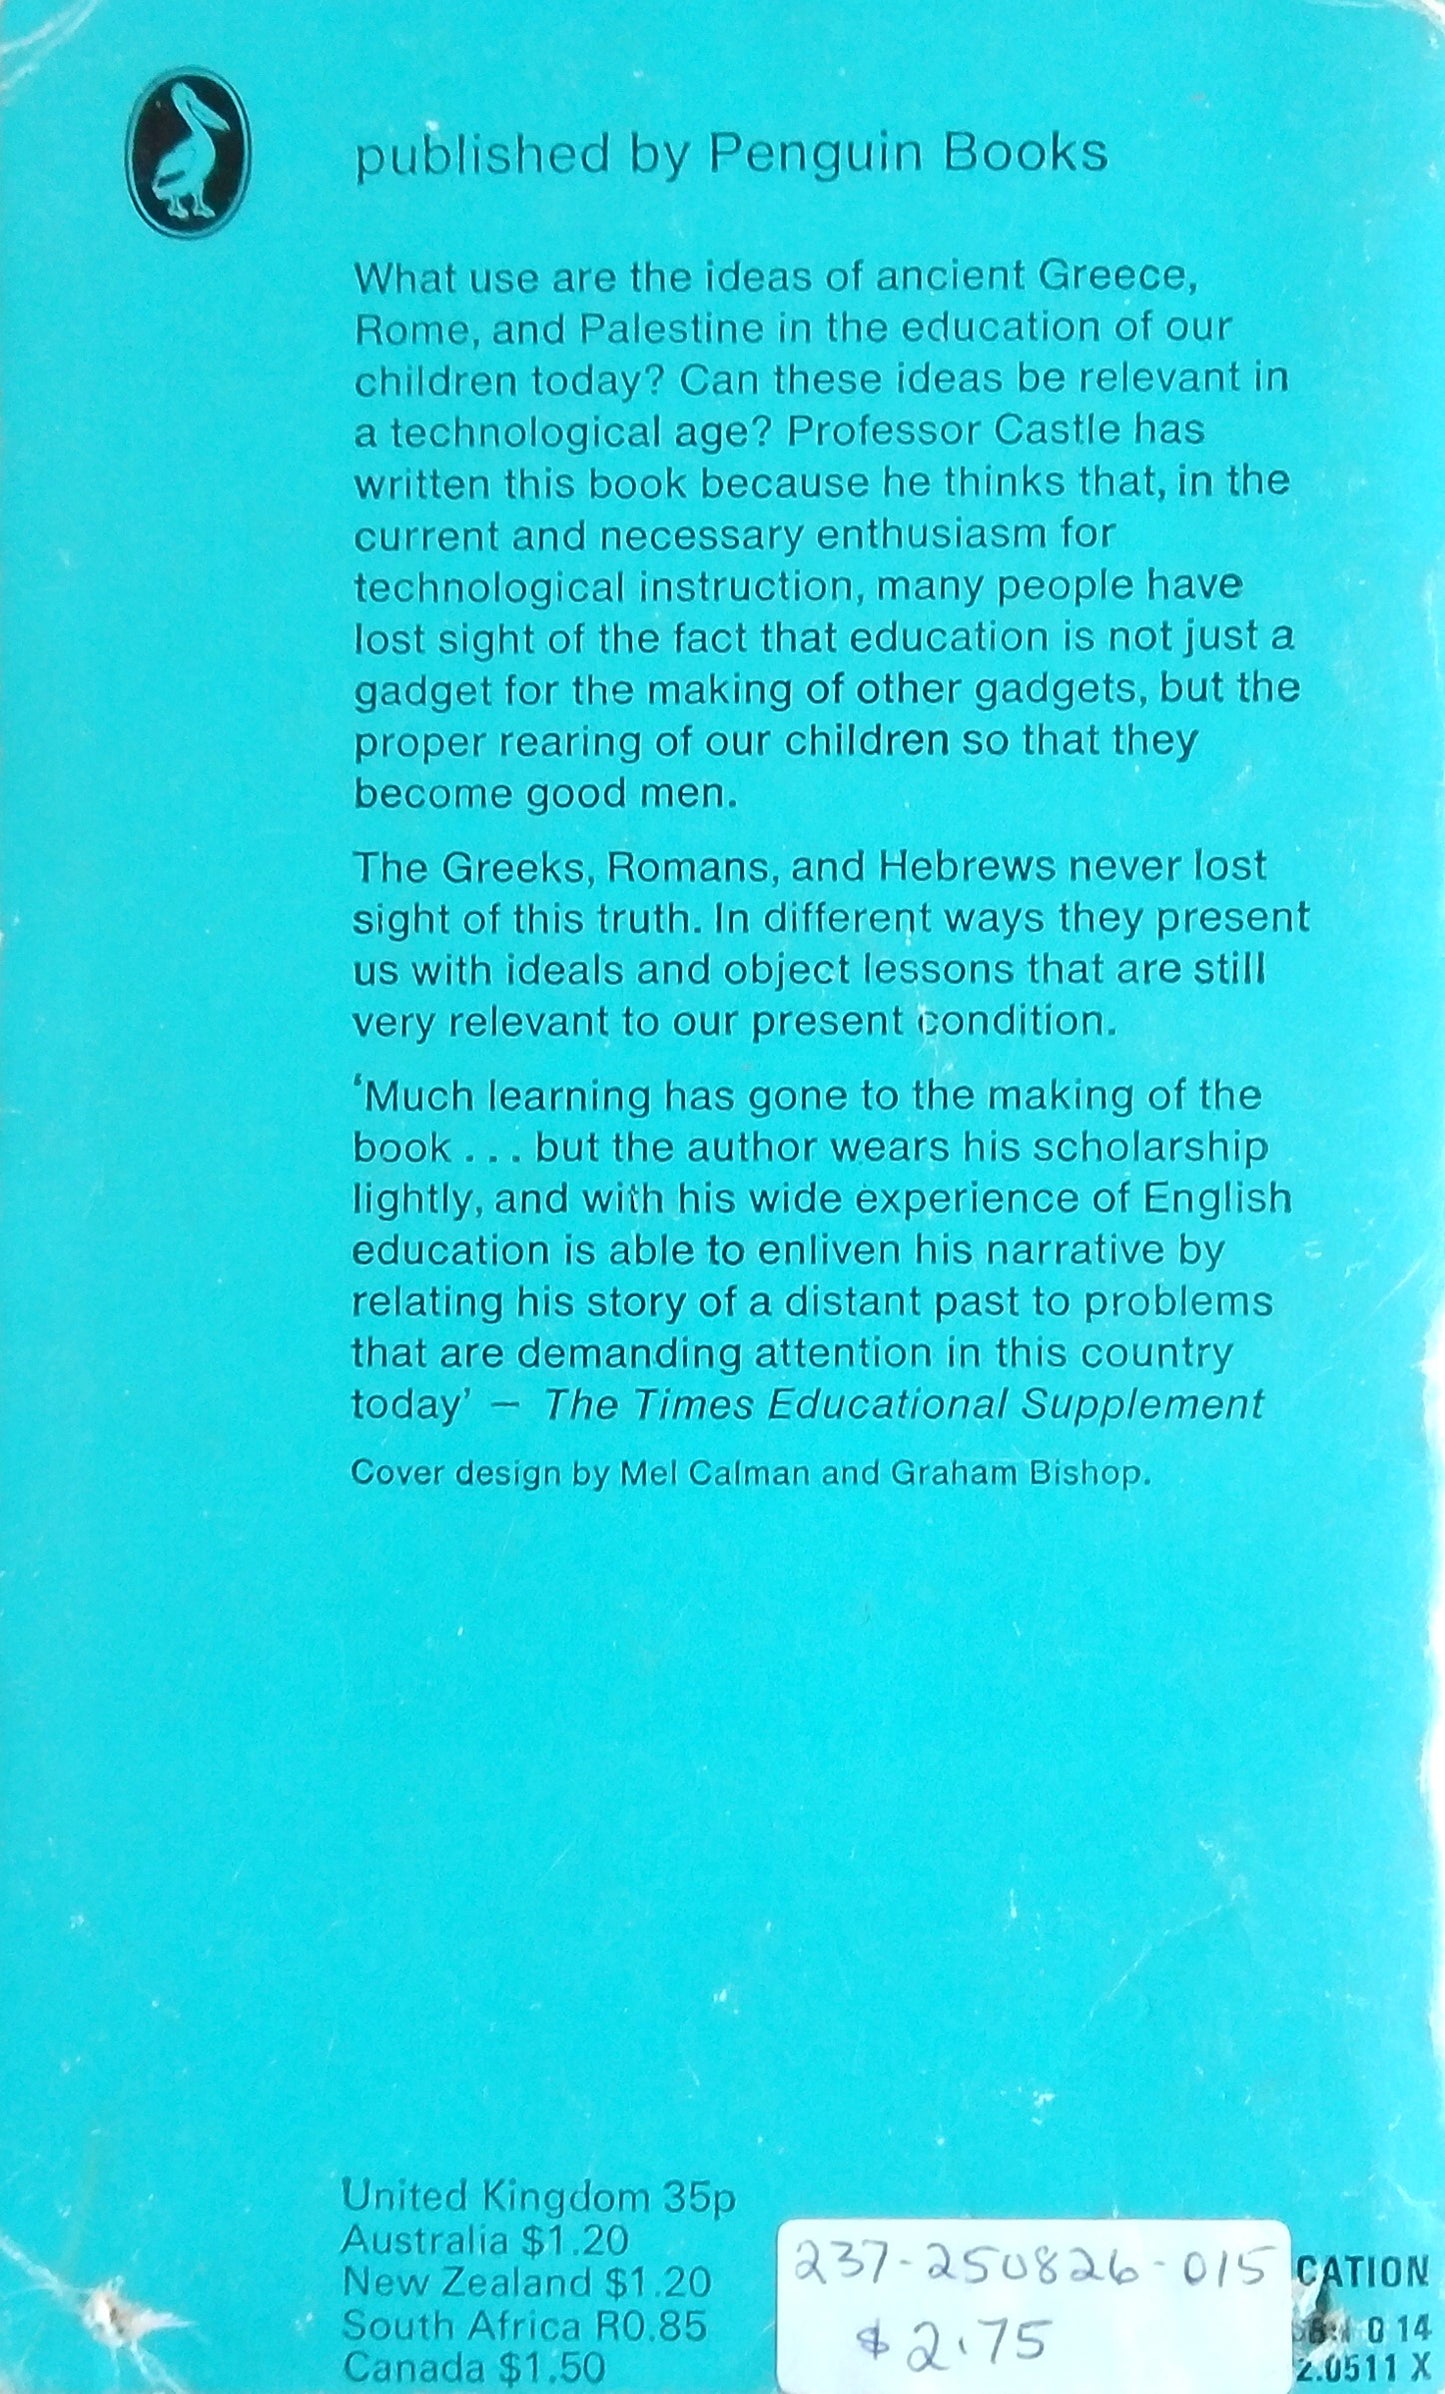 published by Penguin Books
What use are the ideas of ancient Greece,
Rome, and Palestine in the education of our
children today? Can these ideas be relevant in
a technological age? Professor Castle has
written this book because he thinks that, in the
current and necessary enthusiasm for
technological instruction, many people have
lost sight of the fact that education is not just a
gadget for the making of other gadgets, but the
proper rearing of our children so that they
become good men.
The Greeks, Romans, and Hebrews never lost
sight of this truth. In different ways they present
us with ideals and object lessons that are still
very relevant to our present condition.
‘Much learning has gone to the making of the
book . . . but the author wears his scholarship
lightly, and with his wide experience of English
education is able to enliven his narrative by
relating his story of a distant past to problems
that are demanding attention in this country
today’ – The Times Educational Supplement
Cover design by Mel Calman and Graham Bishop.
United Kingdom 35p
Australia $1.20
New Zealand $1.20
South Africa R0.85
Canada $1.50
237-250826-015
$2.75
CATION
0 14
2.0511 X